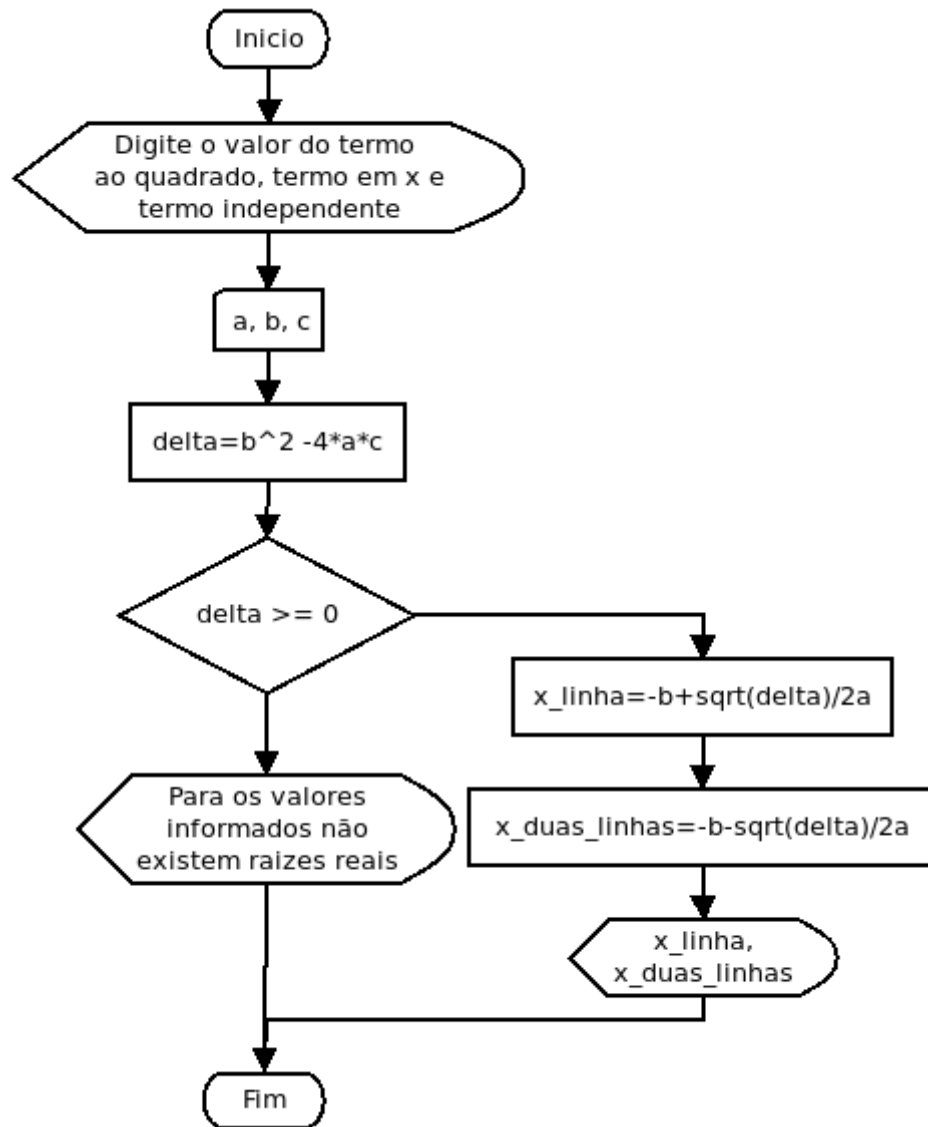 Inicio
Digite o valor do termo
ao quadrado, termo em x e
termo independente
a, b, c
delta=b^2 -4*a*c
delta >= 0
x_linha=-b+sqrt(delta)/2a
x_duas_linhas=-b-sqrt(delta)/2a
x_linha,
x_duas_linhas
Para os valores
informados não
existem raizes reais
Fim